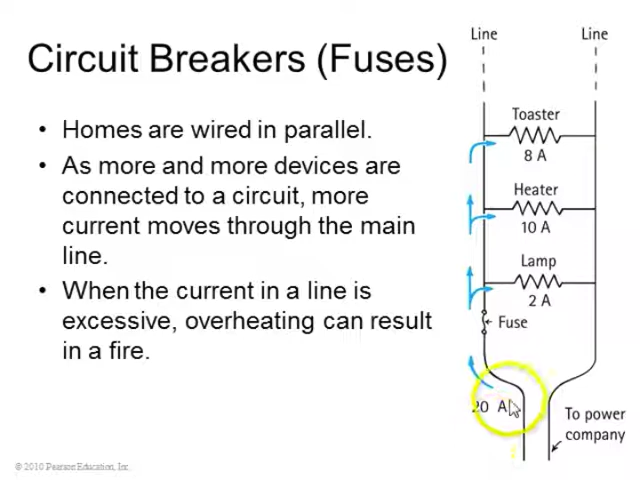 Circuit Breakers (Fuses)
• Homes are wired in parallel.
• As more and more devices are
connected to a circuit, more
current moves through the main
line.
• When the current in a line is
excessive, overheating can result
in a fire.
Line
Line
Toaster
8 A
Heater
10 A
Lamp
2 A
Fuse
20 A
To power
company
© 2010 Pearson Education, Inc.